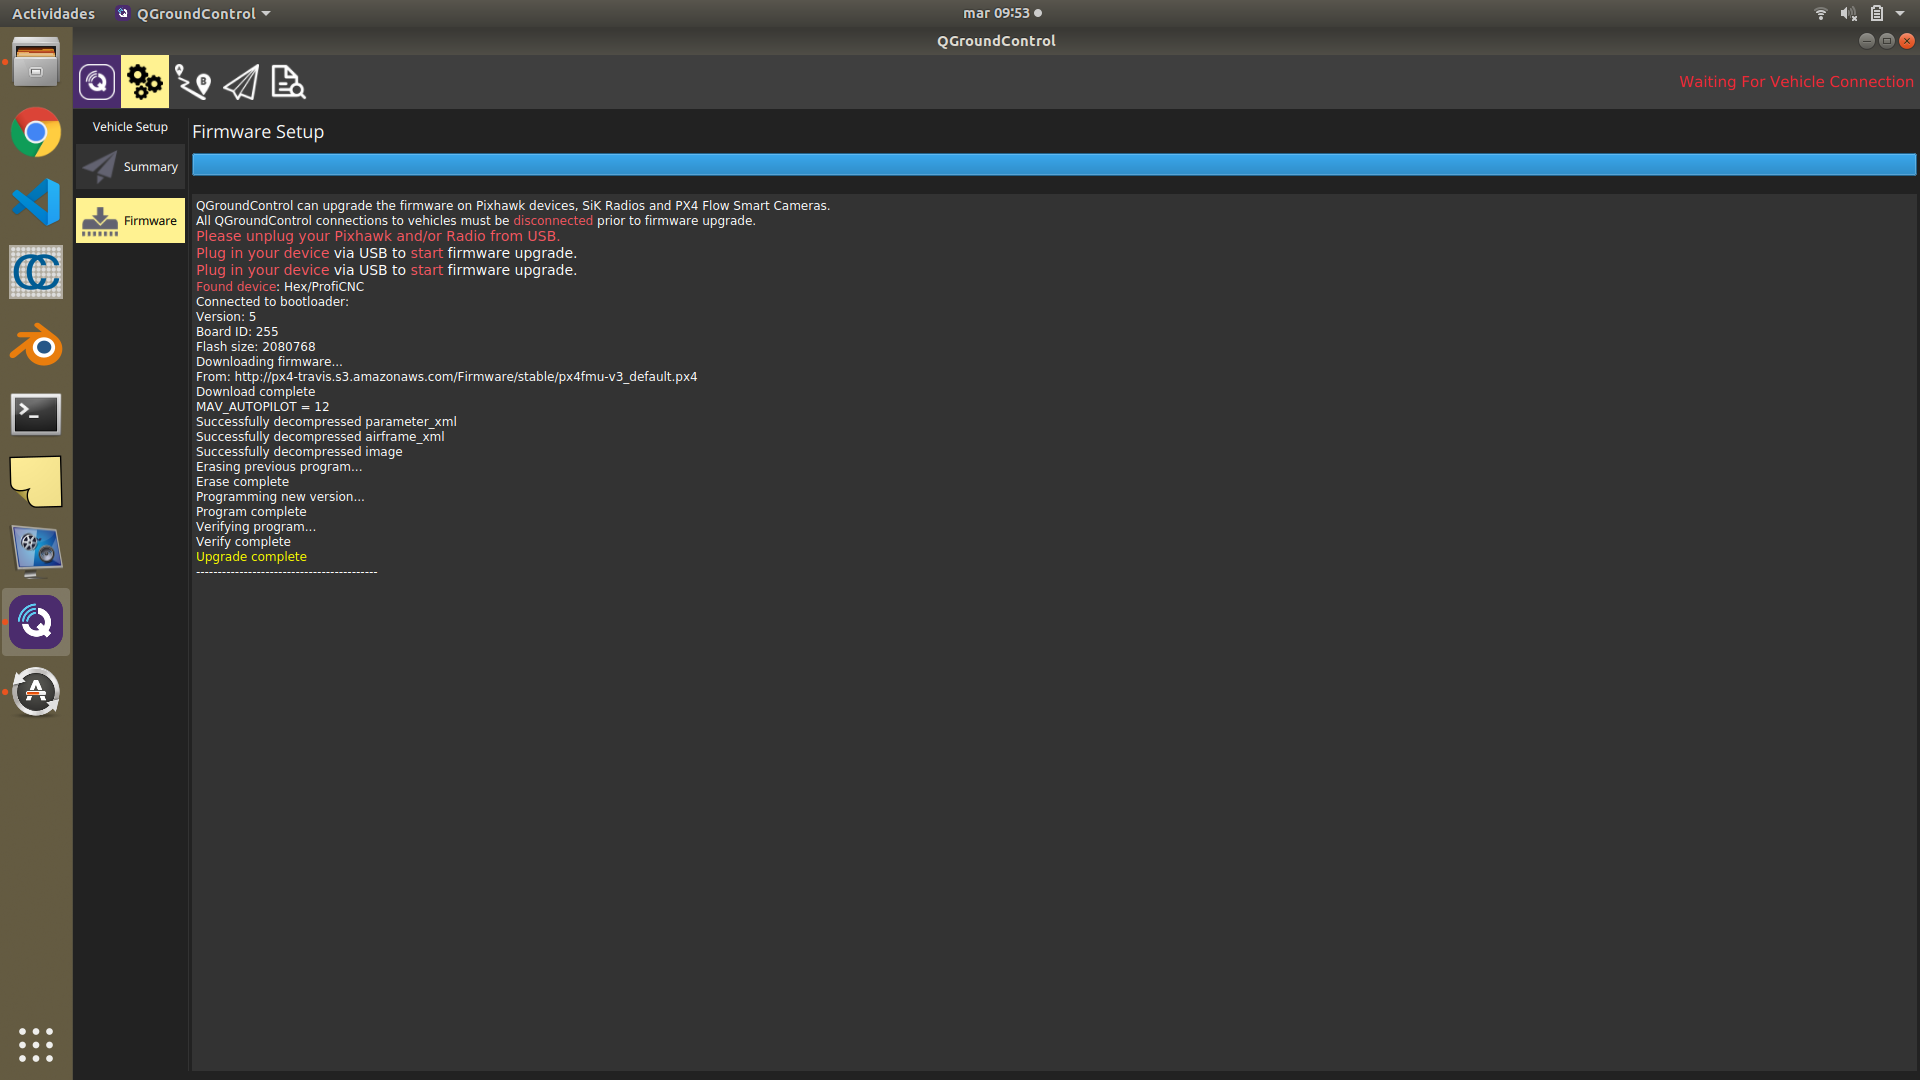 Actividades
QGroundControl
mar 09:53
QGroundControl
Waiting For Vehicle Connection
Vehicle Setup
Summary
Firmware
Firmware Setup
QGroundControl can upgrade the firmware on Pixhawk devices, SiK Radios and PX4 Flow Smart Cameras.
All QGroundControl connections to vehicles must be disconnected prior to firmware upgrade.
Please unplug your Pixhawk and/or Radio from USB.
Plug in your device via USB to start firmware upgrade.
Plug in your device via USB to start firmware upgrade.
Found device: Hex/ProfiCNC
Connected to bootloader:
Version: 5
Board ID: 255
Flash size: 2080768
Downloading firmware...
From: http://px4-travis.s3.amazonaws.com/Firmware/stable/px4fmu-v3_default.px4
Download complete
MAV_AUTOPILOT = 12
Successfully decompressed parameter_xml
Successfully decompressed airframe_xml
Successfully decompressed image
Erasing previous program...
Erase complete
Programming new version...
Program complete
Verifying program...
Verify complete
Upgrade complete
------------------------------------------